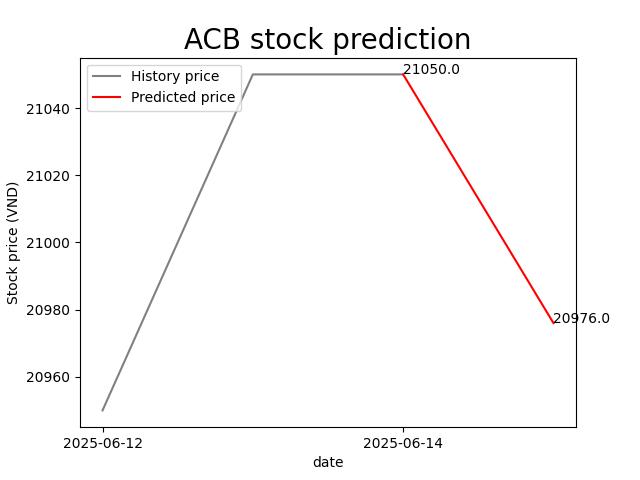 ACB stock prediction
History price
Predicted price
21050.0
20976.0
21040
21020
21000
20980
20960
Stock price (VND)
2025-06-12
2025-06-14
date